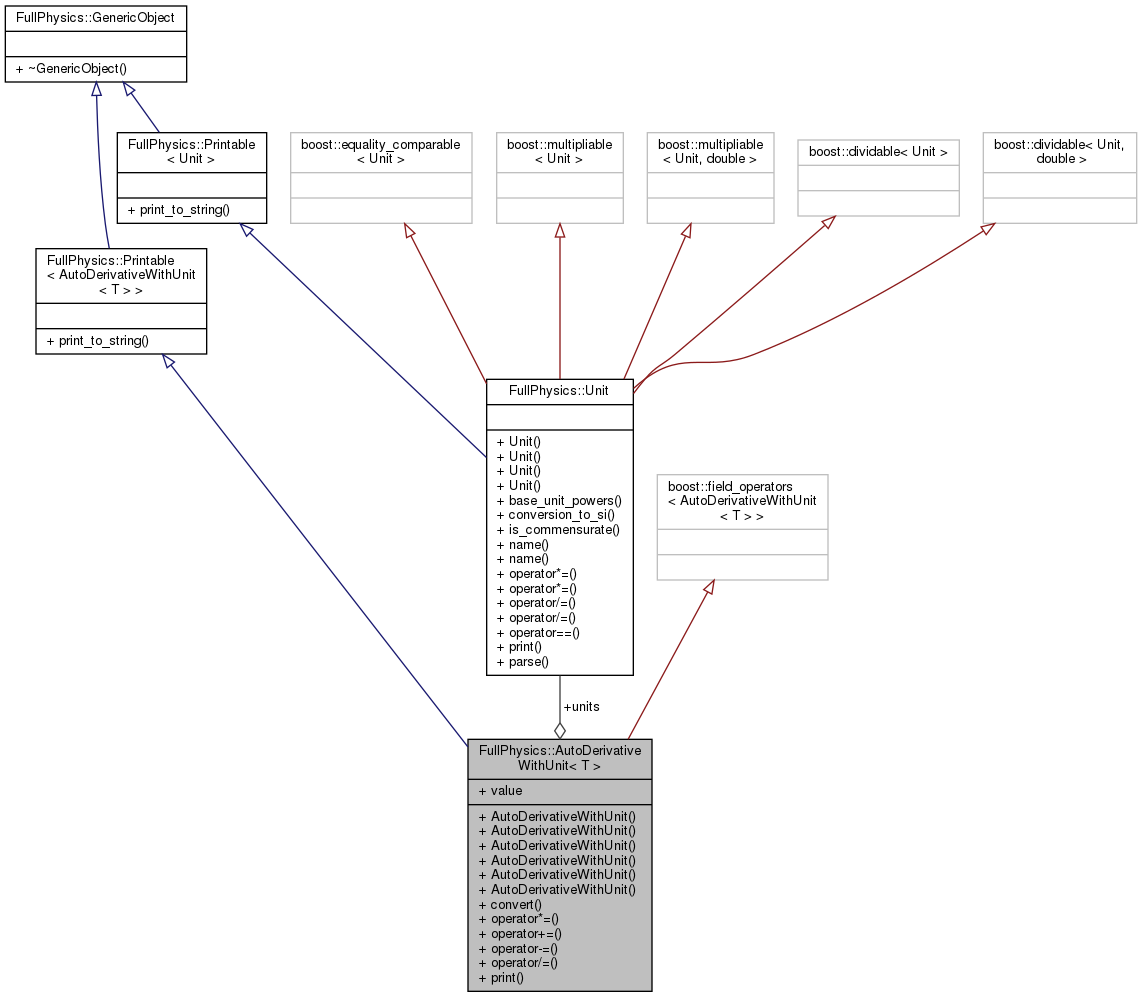 FullPhysics::GenericObject
+ ~GenericObject()
FullPhysics::Printable
< Unit >
+ print_to_string()
boost::equality_comparable
< Unit >
boost::multipliable
< Unit >
boost::multipliable
< Unit, double >
boost::dividable< Unit >
boost::dividable< Unit,
double >
FullPhysics::Printable
< AutoDerivativeWithUnit
< T > >
+ print_to_string()
FullPhysics::Unit
+ Unit()
+ Unit()
+ Unit()
+ Unit()
+ base_unit_powers()
+ conversion_to_si()
+ is_commensurate()
+ name()
+ name()
+ operator*=()
+ operator*=()
+ operator/=()
+ operator/=()
+ operator==()
+ print()
+ parse()
boost::field_operators
< AutoDerivativeWithUnit
< T > >
+units
FullPhysics::AutoDerivative
WithUnit< T >
+ value
+ AutoDerivativeWithUnit()
+ AutoDerivativeWithUnit()
+ AutoDerivativeWithUnit()
+ AutoDerivativeWithUnit()
+ AutoDerivativeWithUnit()
+ AutoDerivativeWithUnit()
+ convert()
+ operator*=()
+ operator+=()
+ operator-=()
+ operator/=()
+ print()